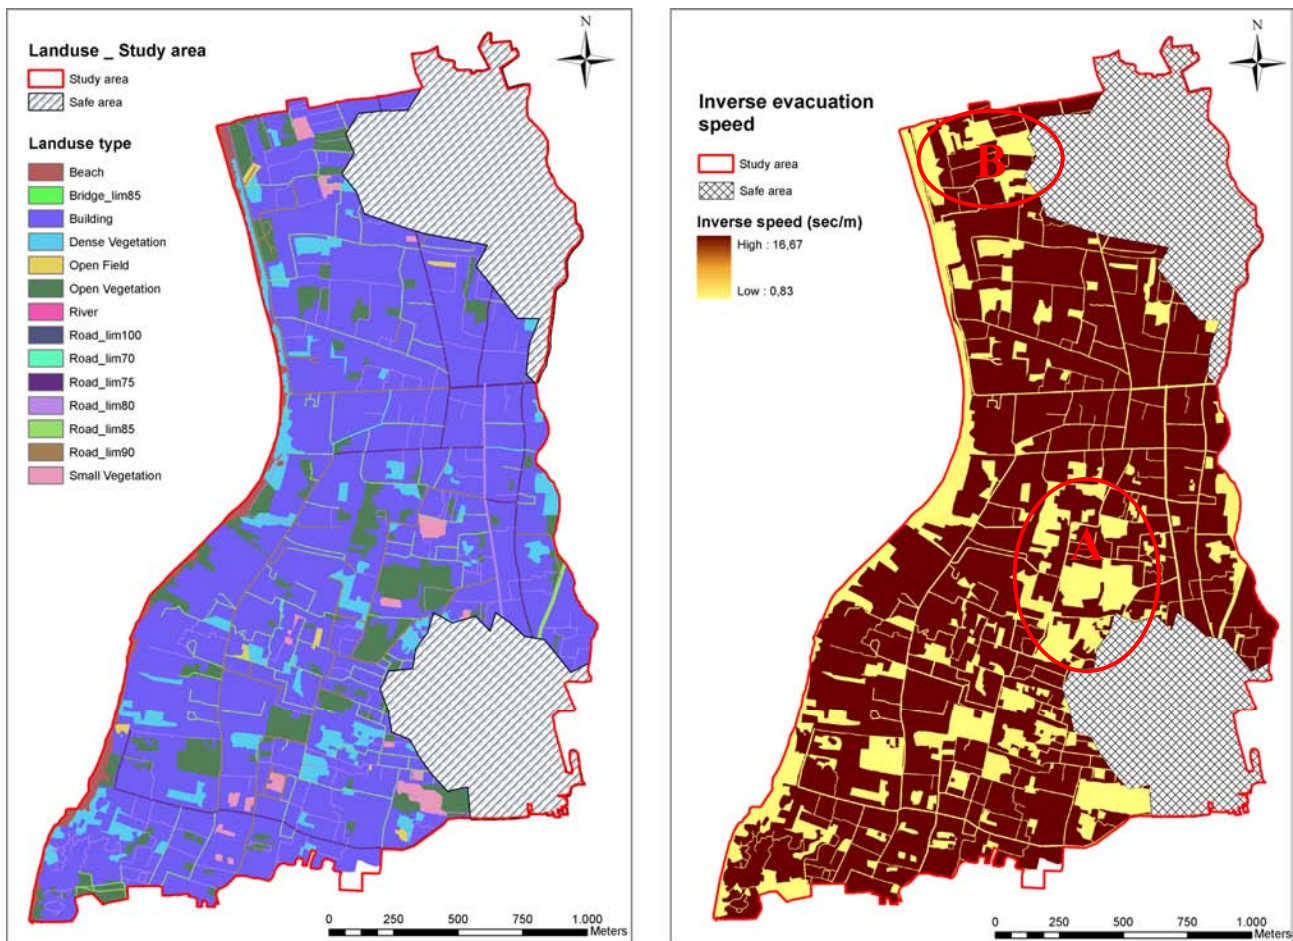 N
Landuse _ Study area
Study area
Safe area
Landuse type
Beach
Bridge_lim85
Building
Dense Vegetation
Open Field
Open Vegetation
River
Road_lim100
Road_lim70
Road_lim75
Road_lim80
Road_lim85
Road_lim90
Small Vegetation
0 250 500 750 1.000
Meters
N
Inverse evacuation
speed
Study area
Safe area
Inverse speed (sec/m)
High : 16,67
Low : 0,83
B
A
0 250 500 750 1.000
Meters